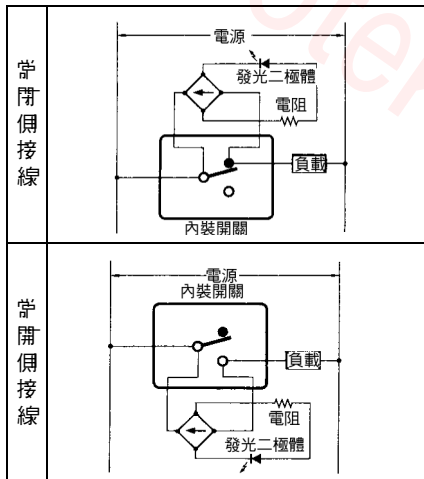 常閉側接線
電源
發光二極體
電阻
負載
內裝開關
常開側接線
電源
內裝開關
負載
電阻
發光二極體